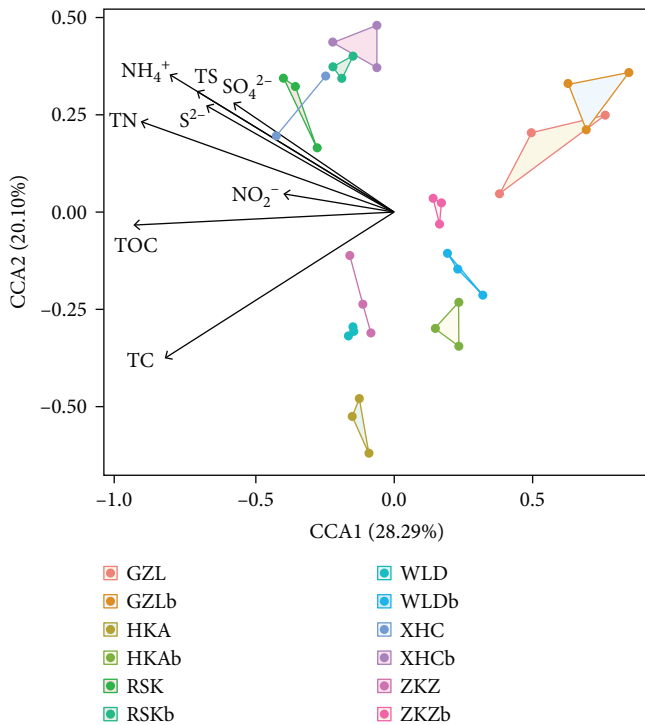 0.50
0.25
0.00
−0.25
−0.50
CCA2 (20.10%)
NH₄⁺
TS
SO₄²⁻
TN
S²⁻
NO₂⁻
TOC
TC
−1.0
−0.5
0.0
0.5
CCA1 (28.29%)
GZL
GZLb
HKA
HKAb
RSK
RSKb
WLD
WLDb
XHC
XHCb
ZKZ
ZKZb